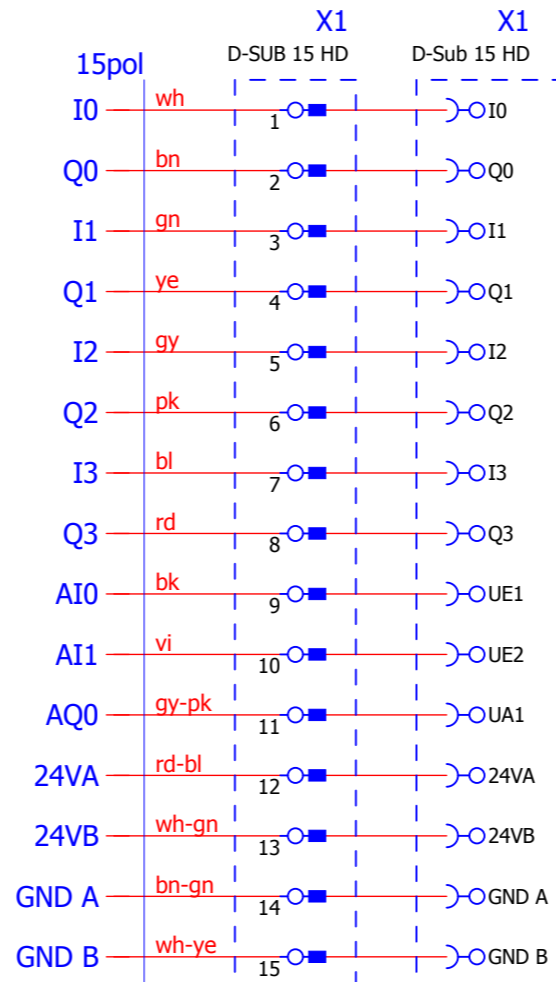 X1 X1
D-SUB 15 HD D-Sub 15 HD
15pol
I0 wh 1 I0
Q0 bn 2 Q0
I1 gn 3 I1
Q1 ye 4 Q1
I2 gy 5 I2
Q2 pk 6 Q2
I3 bl 7 I3
Q3 rd 8 Q3
AI0 bk 9 UE1
AI1 vi 10 UE2
AQ0 gy-pk 11 UA1
24VA rd-bl 12 24VA
24VB wh-gn 13 24VB
GND A bn-gn 14 GND A
GND B wh-ye 15 GND B